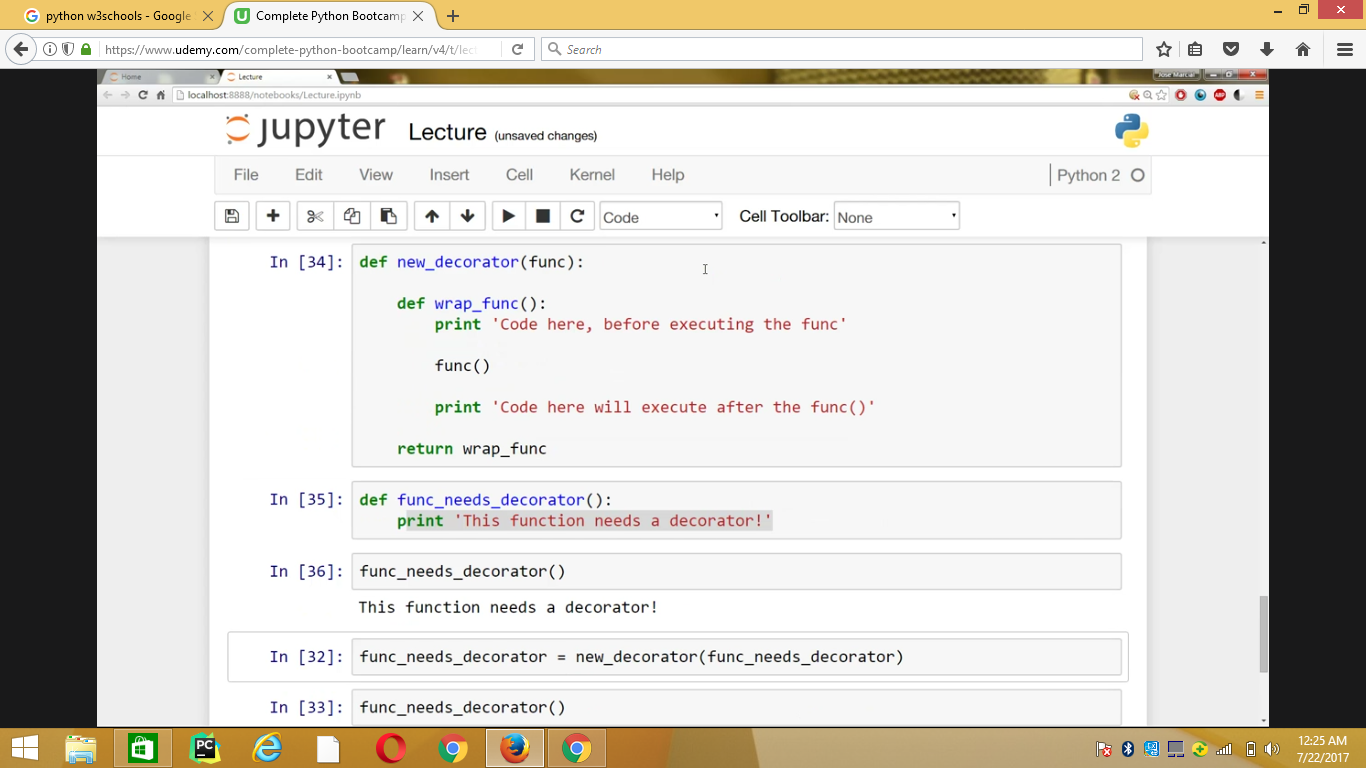 python w3schools - Google
Complete Python Bootcamp
https://www.udemy.com/complete-python-bootcamp/learn/v4/t/lect
Search
Home
Lecture
Jose Marcial
localhost:8888/notebooks/Lecture.ipynb
ABP
jupyter Lecture (unsaved changes)
File Edit View Insert Cell Kernel Help Python 2
Code Cell Toolbar: None
In [34]: def new_decorator(func):
def wrap_func():
print 'Code here, before executing the func'
func()
print 'Code here will execute after the func()'
return wrap_func
In [35]: def func_needs_decorator():
print 'This function needs a decorator!'
In [36]: func_needs_decorator()
This function needs a decorator!
In [32]: func_needs_decorator = new_decorator(func_needs_decorator)
In [33]: func_needs_decorator()
PC
12:25 AM
7/22/2017